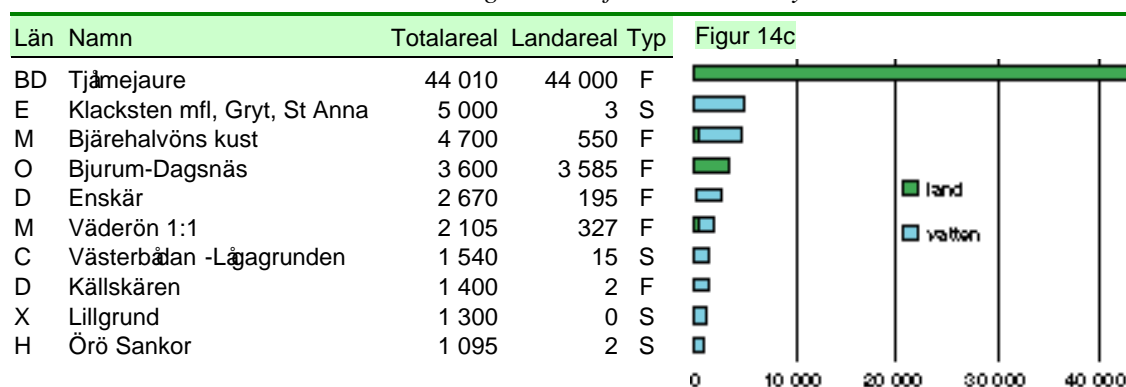 Län Namn Totalareal Landareal Typ Figur 14c
BD Tjåmejaure 44 010 44 000 F
E Klacksten mfl, Gryt, St Anna 5 000 3 S
M Bjärehalvöns kust 4 700 550 F
O Bjurum-Dagsnäs 3 600 3 585 F
D Enskär 2 670 195 F
M Väderön 1:1 2 105 327 F
C Västerbådan -Lågagrunden 1 540 15 S
D Källskären 1 400 2 F
X Lillgrund 1 300 0 S
H Örö Sankor 1 095 2 S
land
vatten
0 10 000 20 000 30 000 40 000